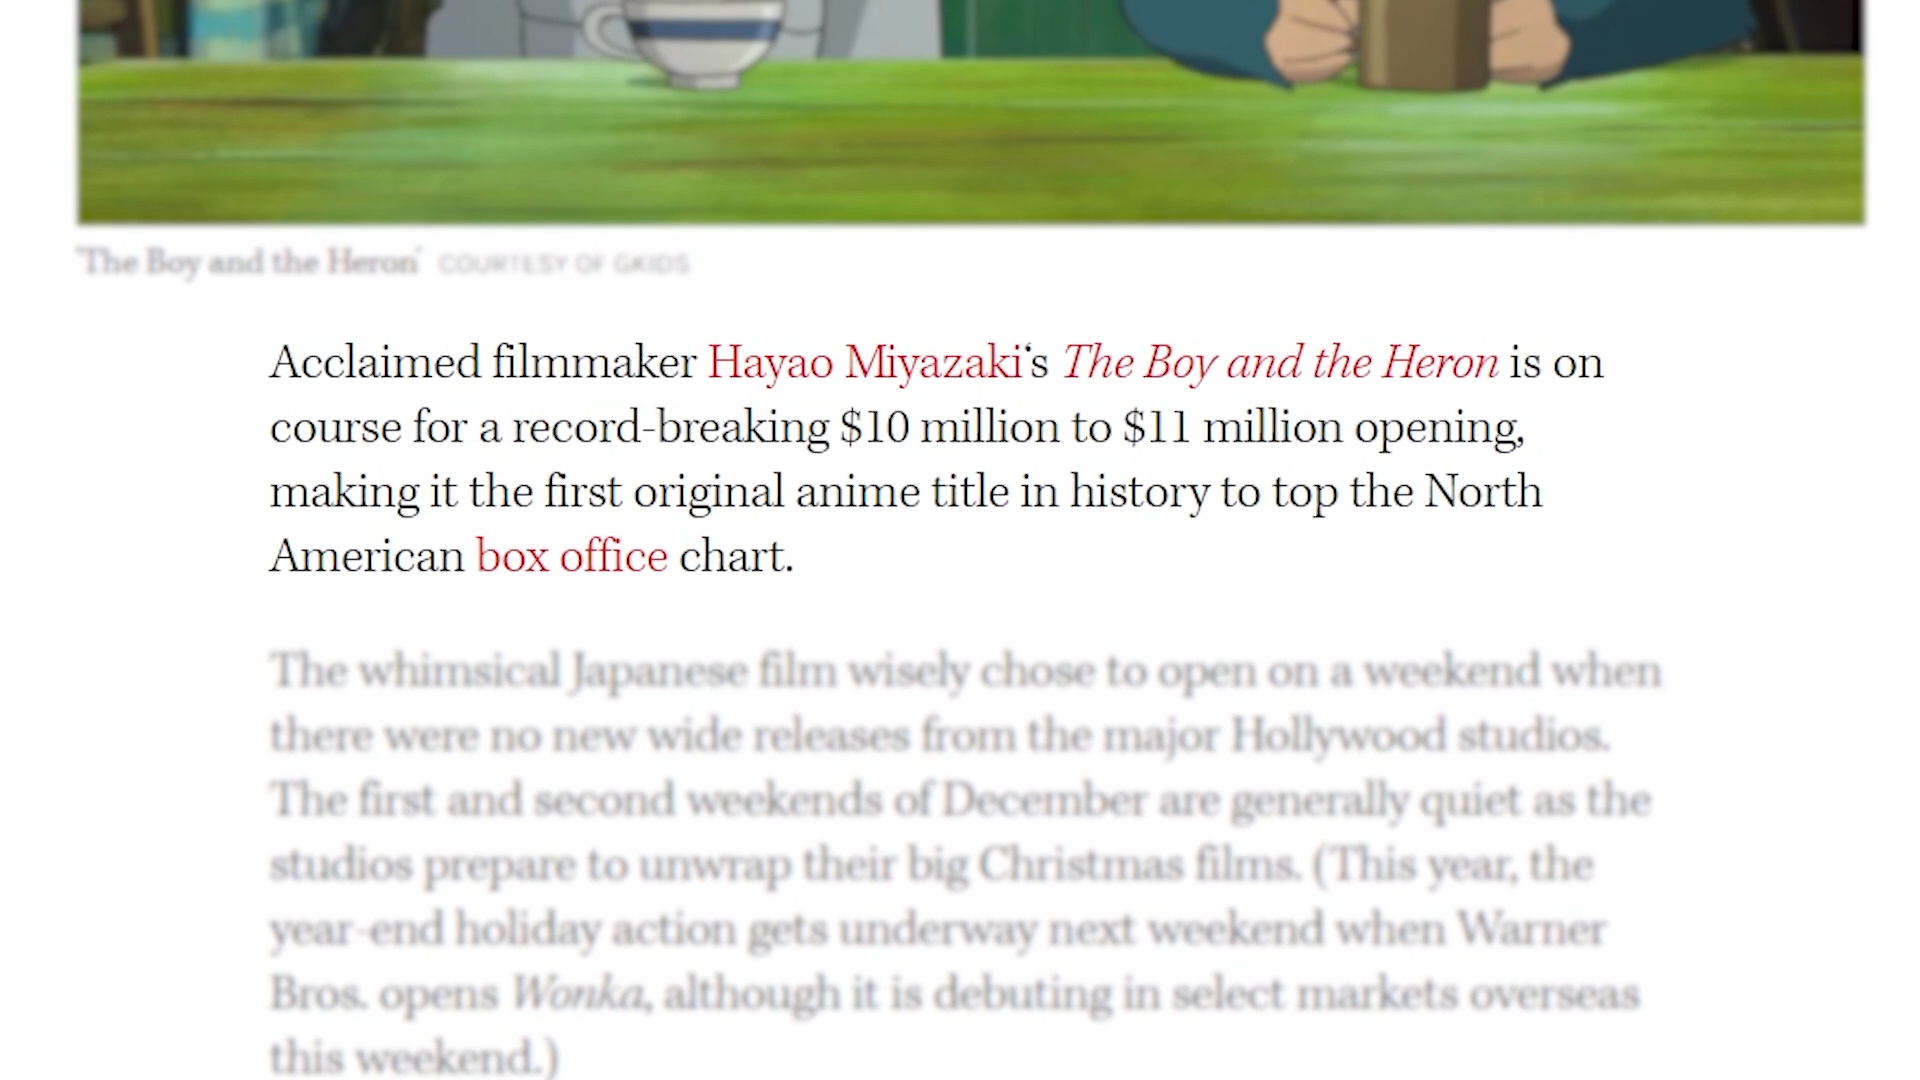 'The Boy and the Heron' COURTESY OF GKIDS
Acclaimed filmmaker Hayao Miyazaki‘s The Boy and the Heron is on
course for a record-breaking $10 million to $11 million opening,
making it the first original anime title in history to top the North
American box office chart.
The whimsical Japanese film wisely chose to open on a weekend when
there were no new wide releases from the major Hollywood studios.
The first and second weekends of December are generally quiet as the
studios prepare to unwrap their big Christmas films. (This year, the
year-end holiday action gets underway next weekend when Warner
Bros. opens Wonka, although it is debuting in select markets overseas
this weekend.)